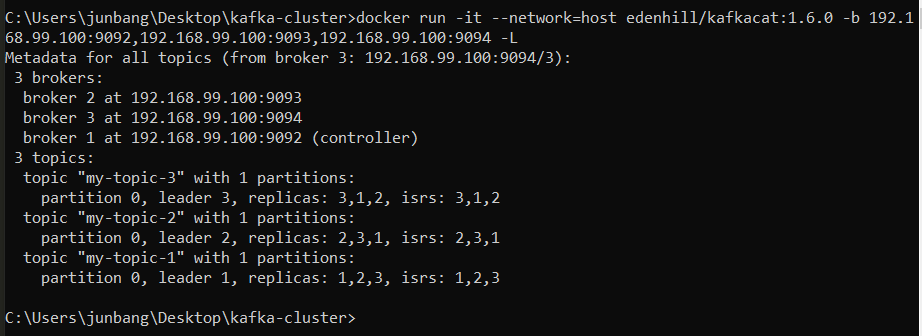 C:\Users\junbang\Desktop\kafka-cluster>docker run -it --network=host edenhill/kafkacat:1.6.0 -b 192.1
68.99.100:9092,192.168.99.100:9093,192.168.99.100:9094 -L
Metadata for all topics (from broker 3: 192.168.99.100:9094/3):
 3 brokers:
  broker 2 at 192.168.99.100:9093
  broker 3 at 192.168.99.100:9094
  broker 1 at 192.168.99.100:9092 (controller)
 3 topics:
  topic "my-topic-3" with 1 partitions:
    partition 0, leader 3, replicas: 3,1,2, isrs: 3,1,2
  topic "my-topic-2" with 1 partitions:
    partition 0, leader 2, replicas: 2,3,1, isrs: 2,3,1
  topic "my-topic-1" with 1 partitions:
    partition 0, leader 1, replicas: 1,2,3, isrs: 1,2,3
C:\Users\junbang\Desktop\kafka-cluster>